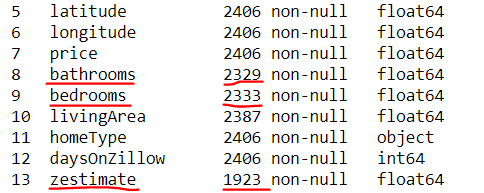 5 latitude 2406 non-null float64
6 longitude 2406 non-null float64
7 price 2406 non-null float64
8 bathrooms 2329 non-null float64
9 bedrooms 2333 non-null float64
10 livingArea 2387 non-null float64
11 homeType 2406 non-null object
12 daysOnZillow 2406 non-null int64
13 zestimate 1923 non-null float64